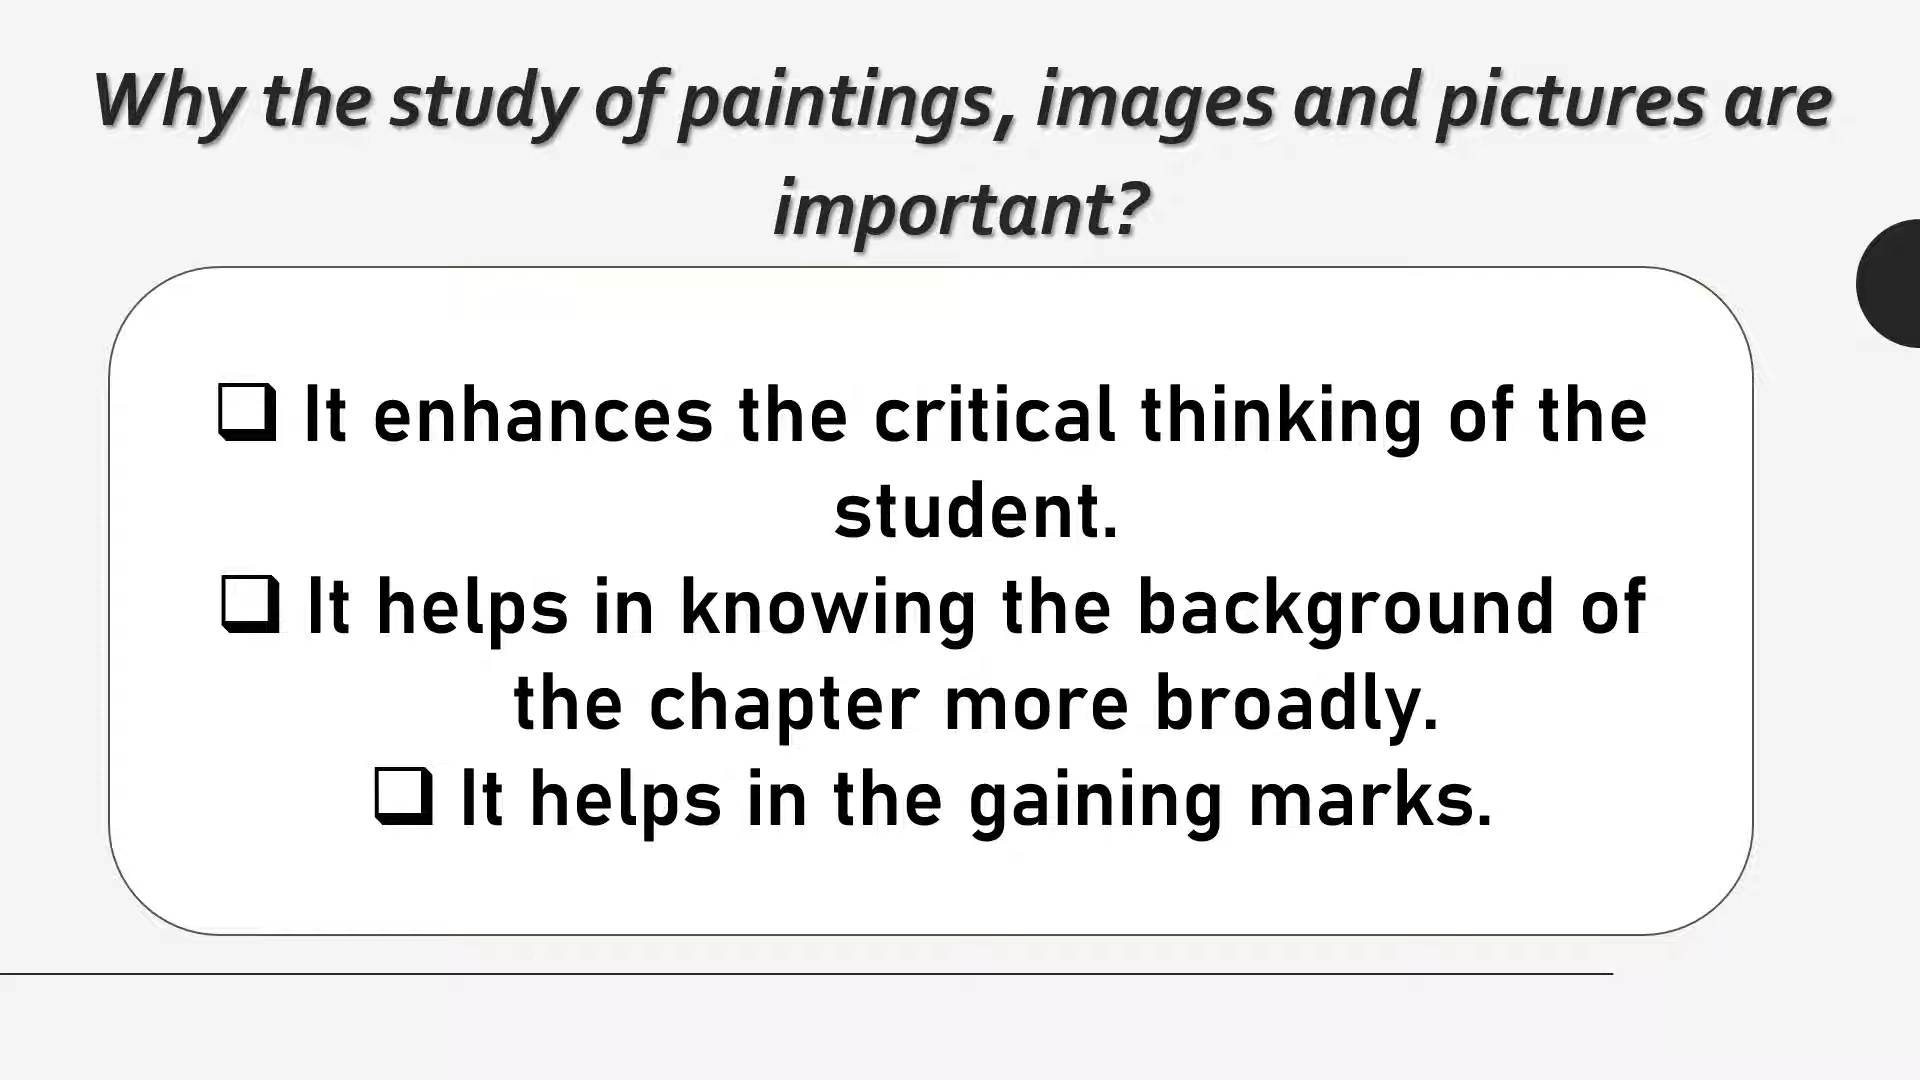 Why the study of paintings, images and pictures are
important?
❑ It enhances the critical thinking of the
student.
❑ It helps in knowing the background of
the chapter more broadly.
❑ It helps in the gaining marks.